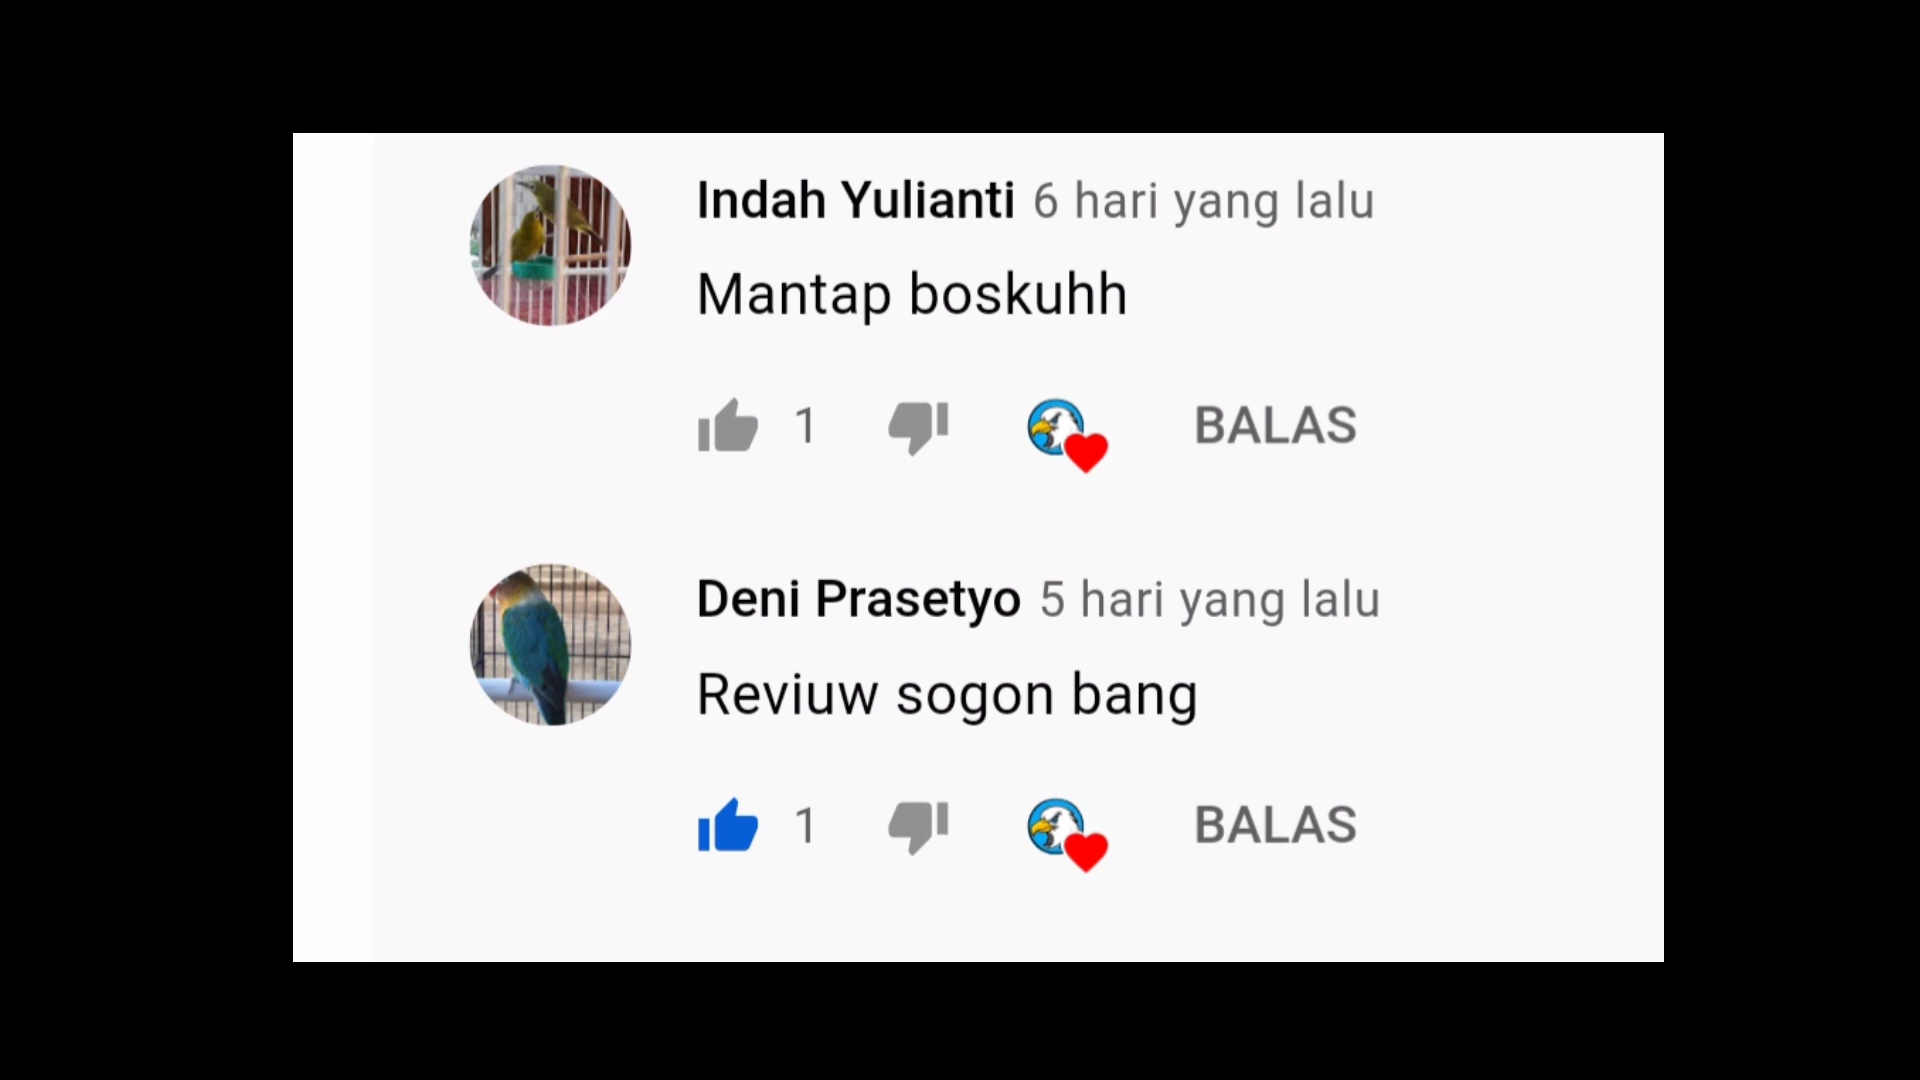 Indah Yulianti 6 hari yang lalu
Mantap boskuhh
1 BALAS
Deni Prasetyo 5 hari yang lalu
Reviuw sogon bang
1 BALAS